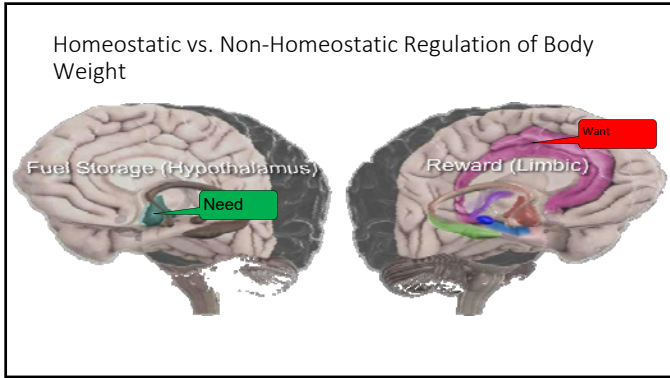 Homeostatic vs. Non-Homeostatic Regulation of Body
Weight
Fuel Storage (Hypothalamus)
Need
Reward (Limbic)
Want